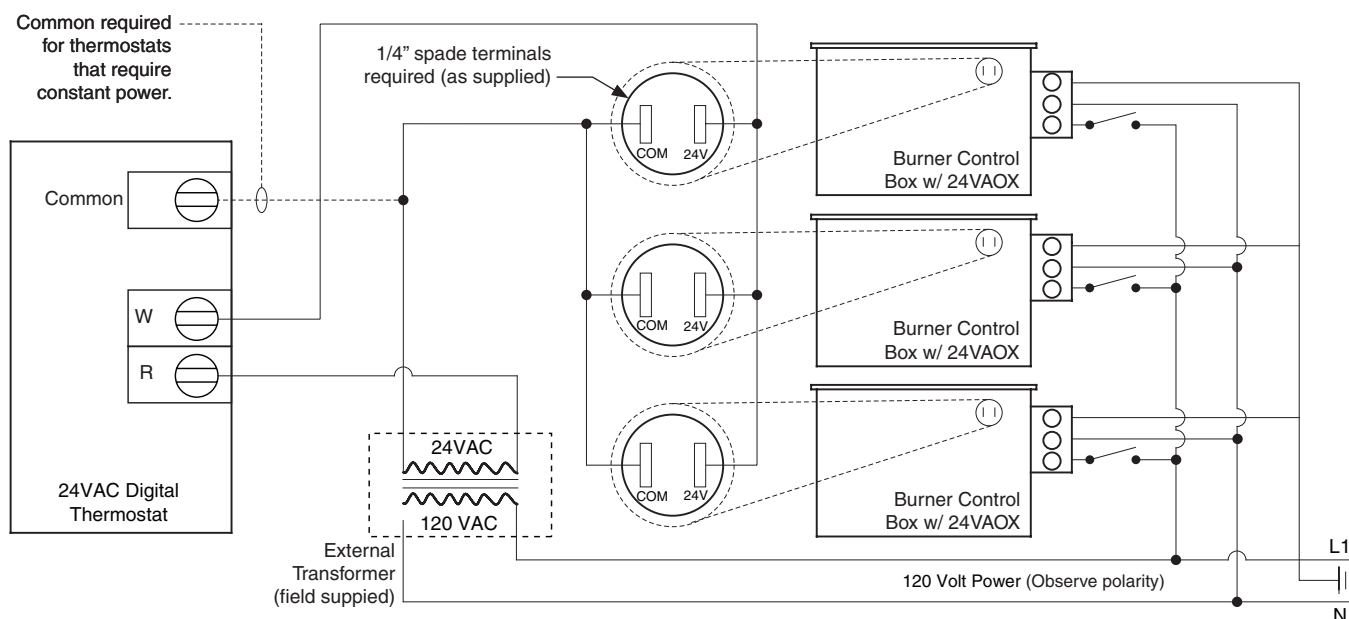 Common required
for thermostats
that require
constant power.
1/4” spade terminals
required (as supplied)
COM
24V
Burner Control
Box w/ 24VAOX
Common
W
R
COM
24V
Burner Control
Box w/ 24VAOX
24VAC
120 VAC
24VAC Digital
Thermostat
COM
24V
Burner Control
Box w/ 24VAOX
External
Transformer
(field suppied)
L1
120 Volt Power (Observe polarity)
N